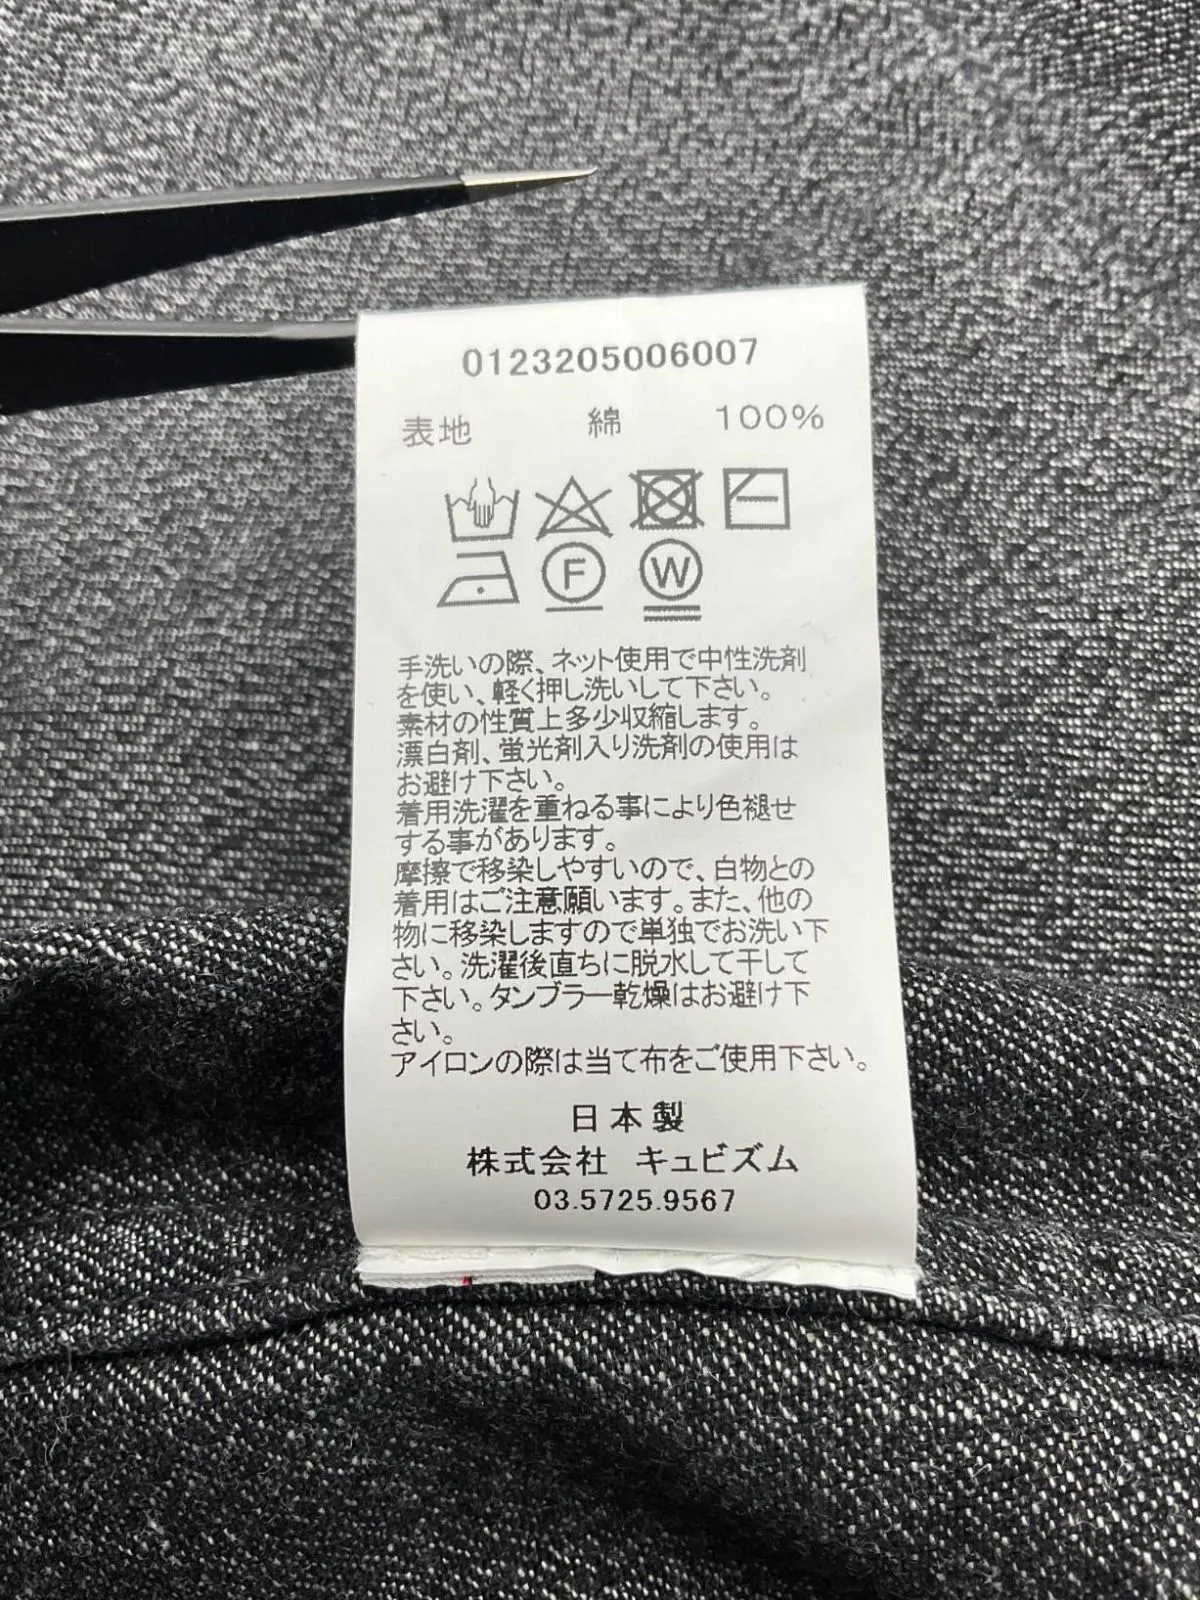 0123205006007
表地 綿 100%
F W
手洗いの際、ネット使用で中性洗剤
を使い、軽く押し洗いして下さい。
素材の性質上多少収縮します。
漂白剤、蛍光剤入り洗剤の使用は
お避け下さい。
着用洗濯を重ねる事により色褪せ
する事があります。
摩擦で移染しやすいので、白物との
着用はご注意願います。また、他の
物に移染しますので単独でお洗い下
さい。洗濯後直ちに脱水して干して
下さい。タンブラー乾燥はお避け下
さい。
アイロンの際は当て布をご使用下さい。
日本製
株式会社 キュビズム
03.5725.9567